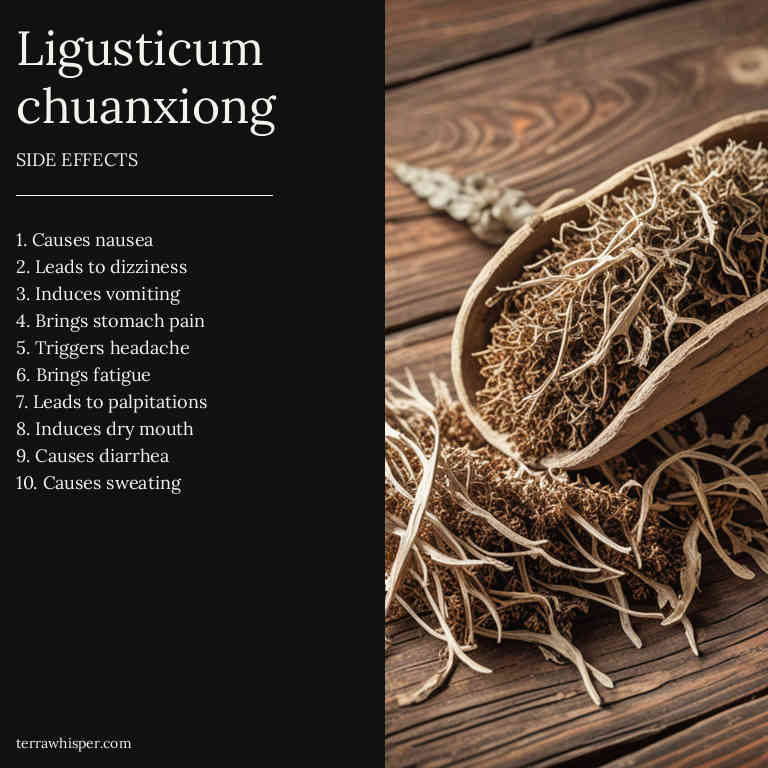 Ligusticum
chuanxiong
SIDE EFFECTS
1. Causes nausea
2. Leads to dizziness
3. Induces vomiting
4. Brings stomach pain
5. Triggers headache
6. Brings fatigue
7. Leads to palpitations
8. Induces dry mouth
9. Causes diarrhea
10. Causes sweating
terrawhisper.com